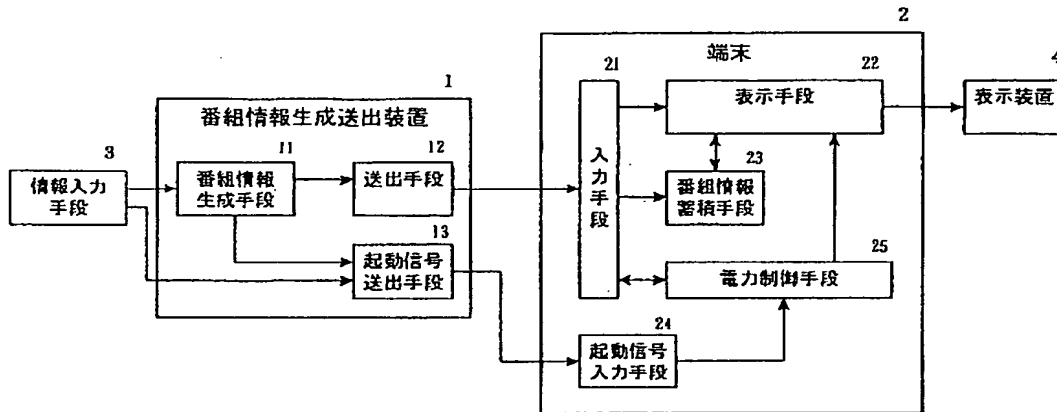 2
端末
4
21
22
1
表示手段
表示装置
番組情報生成送出装置
3
11
12
入力手段
23
情報入力
手段
番組情報
生成手段
送出手段
番組情報
蓄積手段
13
25
起動信号
送出手段
電力制御手段
24
起動信号
入力手段